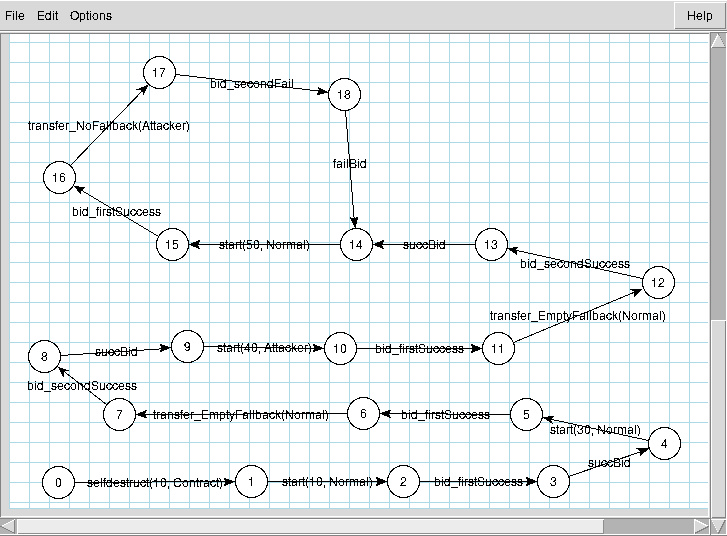 File Edit Options Help
17
bid_secondFail
18
transfer_NoFallback(Attacker)
failBid
16
bid_firstSuccess
15
start(50, Normal)
14
succBid
13
bid_secondSuccess
12
transfer_EmptyFallback(Normal)
8
succBid
9
start(40, Attacker)
10
bid_firstSuccess
11
bid_secondSuccess
7
transfer_EmptyFallback(Normal)
6
bid_firstSuccess
5
start(30, Normal)
4
succBid
0
selfdestruct(10, Contract)
1
start(10, Normal)
2
bid_firstSuccess
3